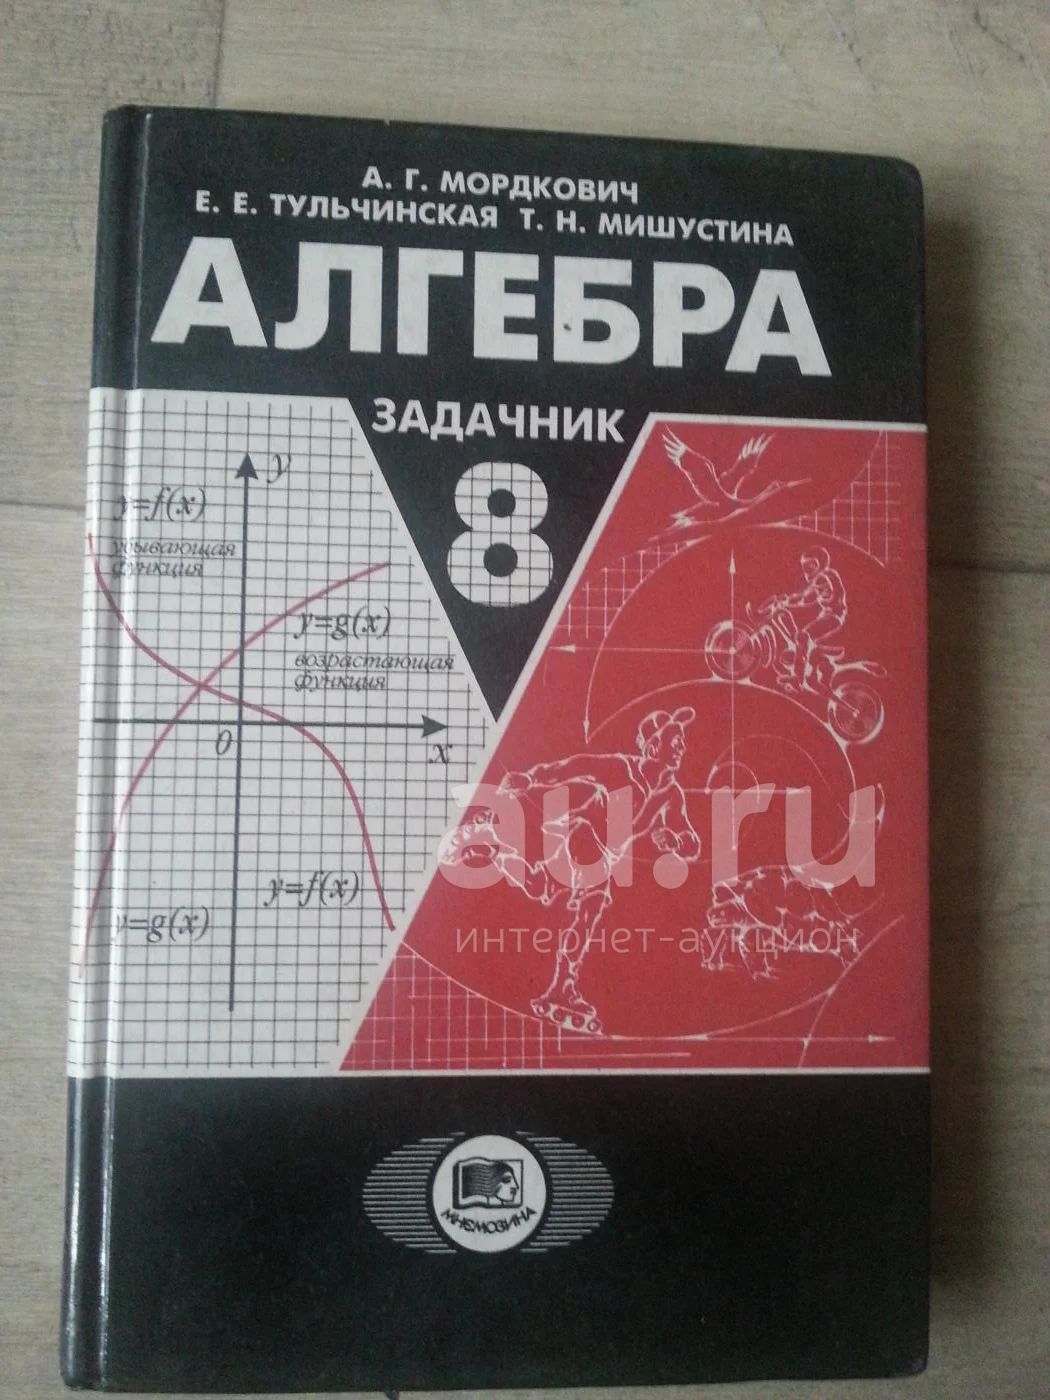 А. Г. МОРДКОВИЧ
Е. Е. ТУЛЬЧИНСКАЯ Т. Н. МИШУСТИНА
АЛГЕБРА
ЗАДАЧНИК
8
y
y=f(x)
убывающая
функция
y=g(x)
возрастающая
функция
0
x
y=f(x)
y=g(x)
au.ru
интернет-аукцион
МНЕМОЗИНА